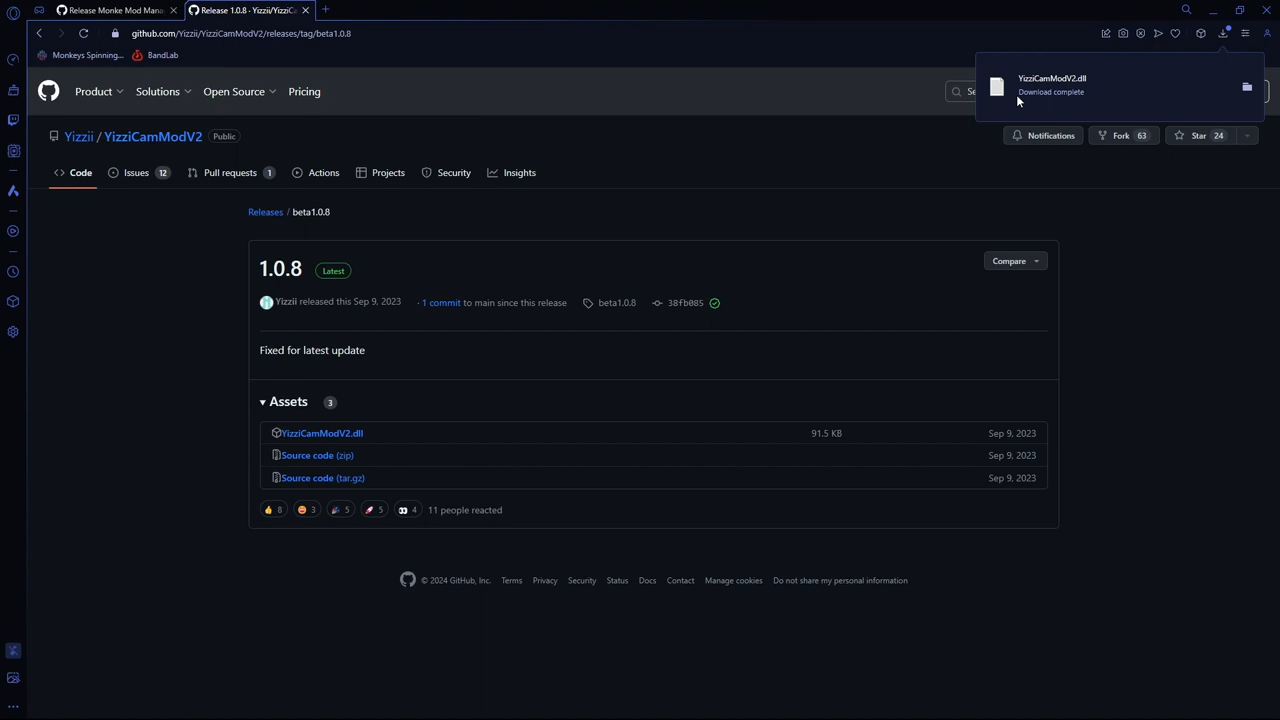 Release Monke Mod Mana
Release 1.0.8 · Yizzii/YizziCa
github.com/Yizzii/YizziCamModV2/releases/tag/beta1.0.8
Monkeys Spinning...
BandLab
YizziCamModV2.dll
Download complete
Product
Solutions
Open Source
Pricing
Se
Yizzii / YizziCamModV2
Public
Notifications
Fork 63
Star 24
Code
Issues 12
Pull requests 1
Actions
Projects
Security
Insights
Releases / beta1.0.8
1.0.8
Latest
Compare
Yizzii released this Sep 9, 2023
· 1 commit to main since this release
beta1.0.8
38fb085
Fixed for latest update
Assets 3
YizziCamModV2.dll 91.5 KB Sep 9, 2023
Source code (zip) Sep 9, 2023
Source code (tar.gz) Sep 9, 2023
8 3 5 5 4 11 people reacted
© 2024 GitHub, Inc. Terms Privacy Security Status Docs Contact Manage cookies Do not share my personal information